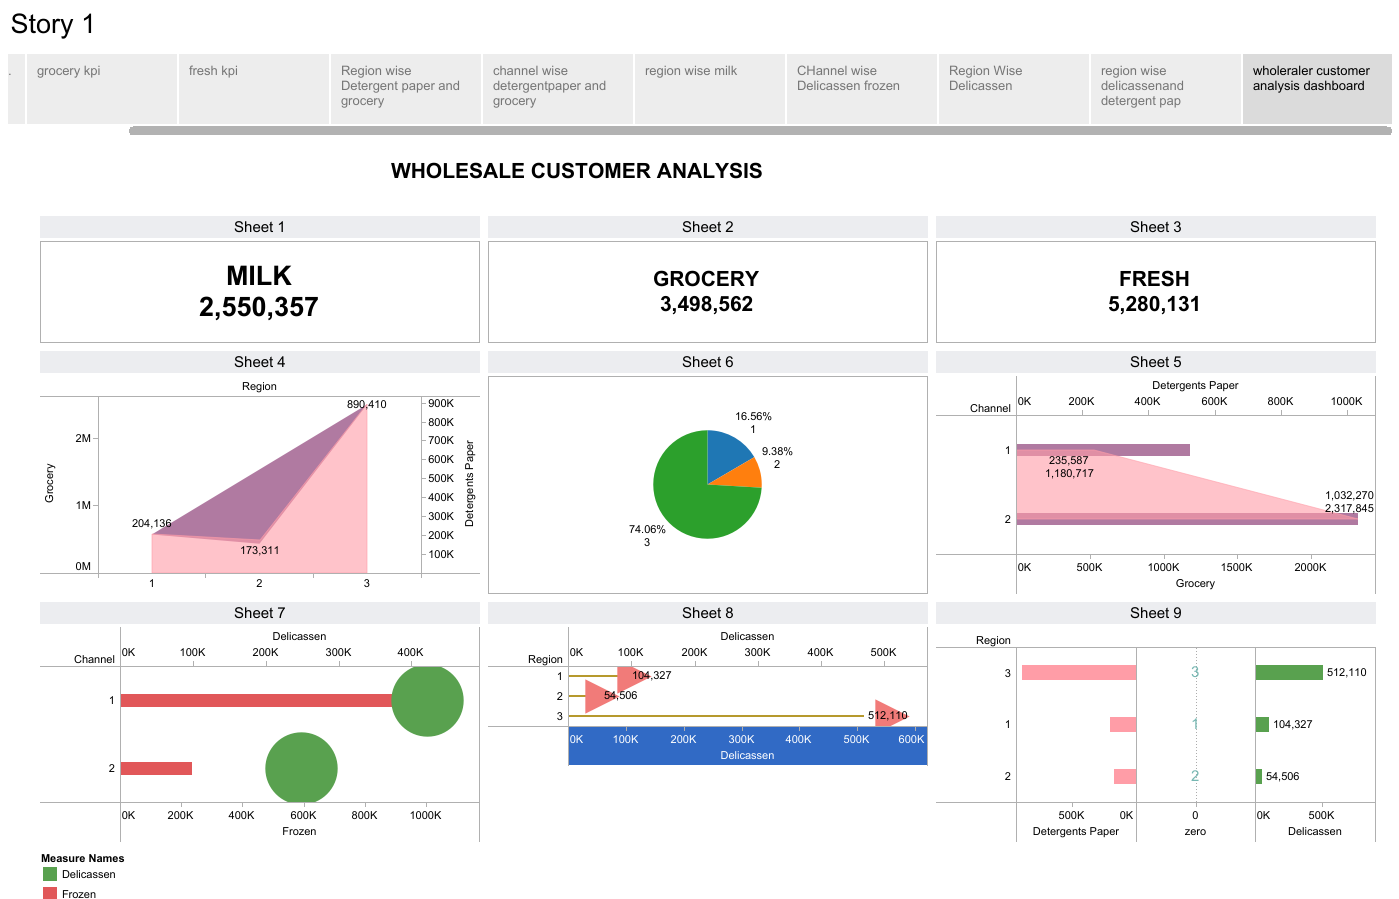 Story 1
.
grocery kpi
fresh kpi
Region wise
Detergent paper and
grocery
channel wise
detergentpaper and
grocery
region wise milk
CHannel wise
Delicassen frozen
Region Wise
Delicassen
region wise
delicassenand
detergent pap
wholeraler customer
analysis dashboard
WHOLESALE CUSTOMER ANALYSIS
Sheet 1
MILK
2,550,357
Sheet 2
GROCERY
3,498,562
Sheet 3
FRESH
5,280,131
Sheet 4
Region
Grocery
2M
1M
0M
204,136
173,311
890,410
1
2
3
900K
800K
700K
600K
500K
400K
300K
200K
100K
Detergents Paper
Sheet 6
16.56%
1
9.38%
2
74.06%
3
Sheet 5
Detergents Paper
Channel
0K 200K 400K 600K 800K 1000K
1
235,587
1,180,717
2
1,032,270
2,317,845
0K 500K 1000K 1500K 2000K
Grocery
Sheet 7
Delicassen
Channel
0K 100K 200K 300K 400K
1
2
0K 200K 400K 600K 800K 1000K
Frozen
Sheet 8
Delicassen
Region
0K 100K 200K 300K 400K 500K
1 104,327
2 54,506
3 512,110
0K 100K 200K 300K 400K 500K 600K
Delicassen
Sheet 9
Region
3 3 512,110
1 1 104,327
2 2 54,506
500K 0K 0 0K 500K
Detergents Paper zero Delicassen
Measure Names
Delicassen
Frozen